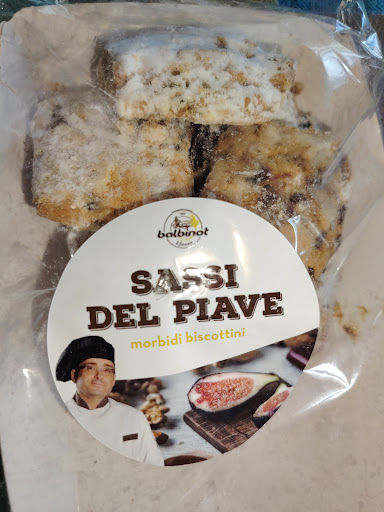 balbinot
SASSI
DEL PIAVE
morbidi biscottini